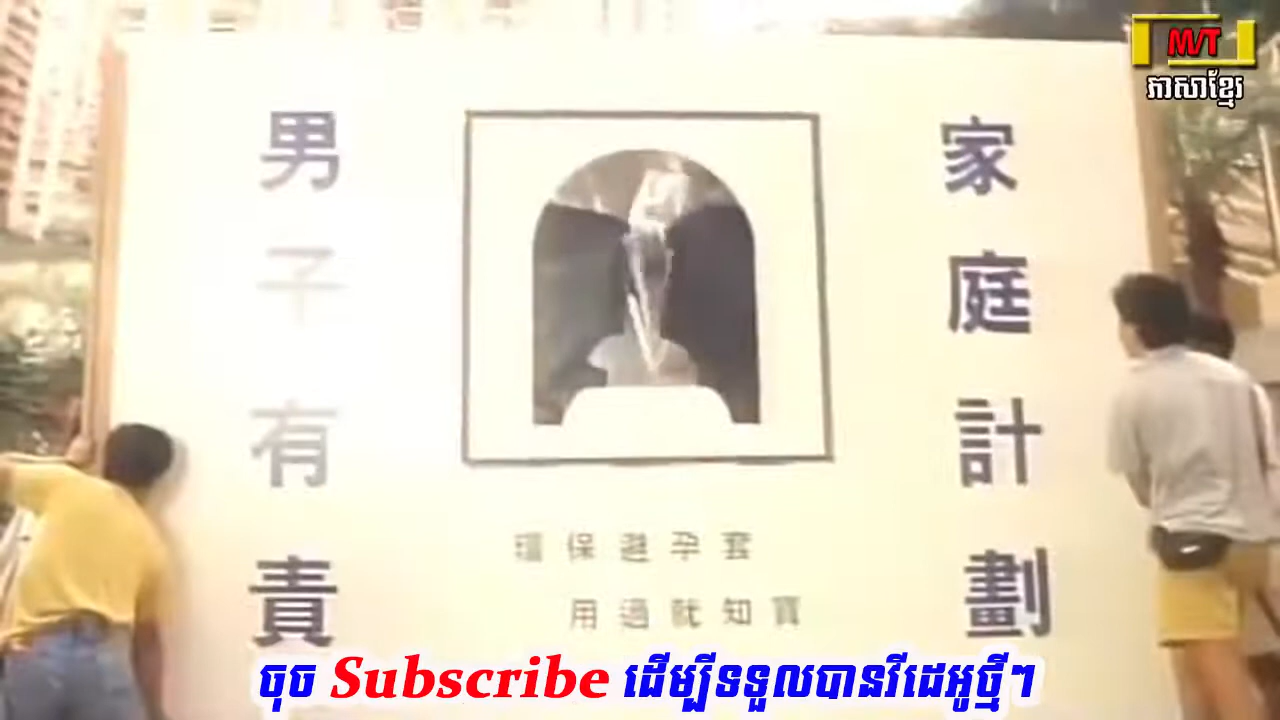 M/T
ភាសាខ្មែរ
家庭計劃
男子有責
環保避孕套
用過就知寶
ចុច Subscribe ដើម្បីទទួលបានវីដេអូថ្មីៗ